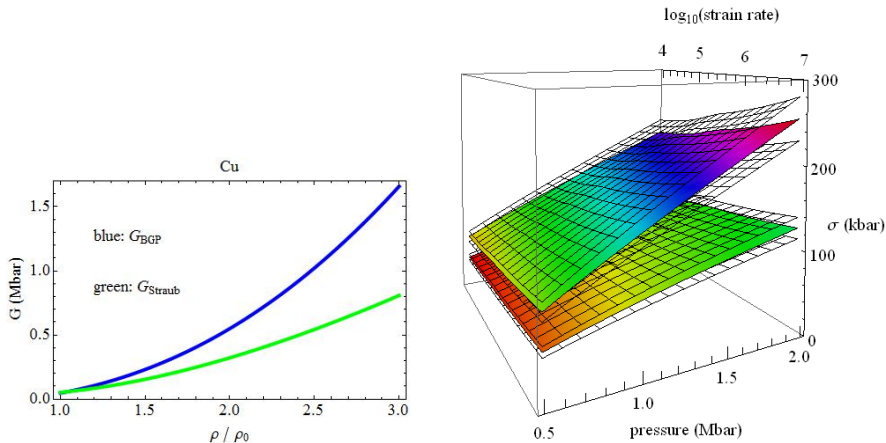 Cu
G (Mbar)
1.5
1.0
0.5
0.0
blue: G_BGP
green: G_Straub
1.0 1.5 2.0 2.5 3.0
ρ / ρ₀
log₁₀(strain rate)
4 5 6 7
300
200
σ (kbar)
100
0
0.5 1.0 1.5 2.0
pressure (Mbar)